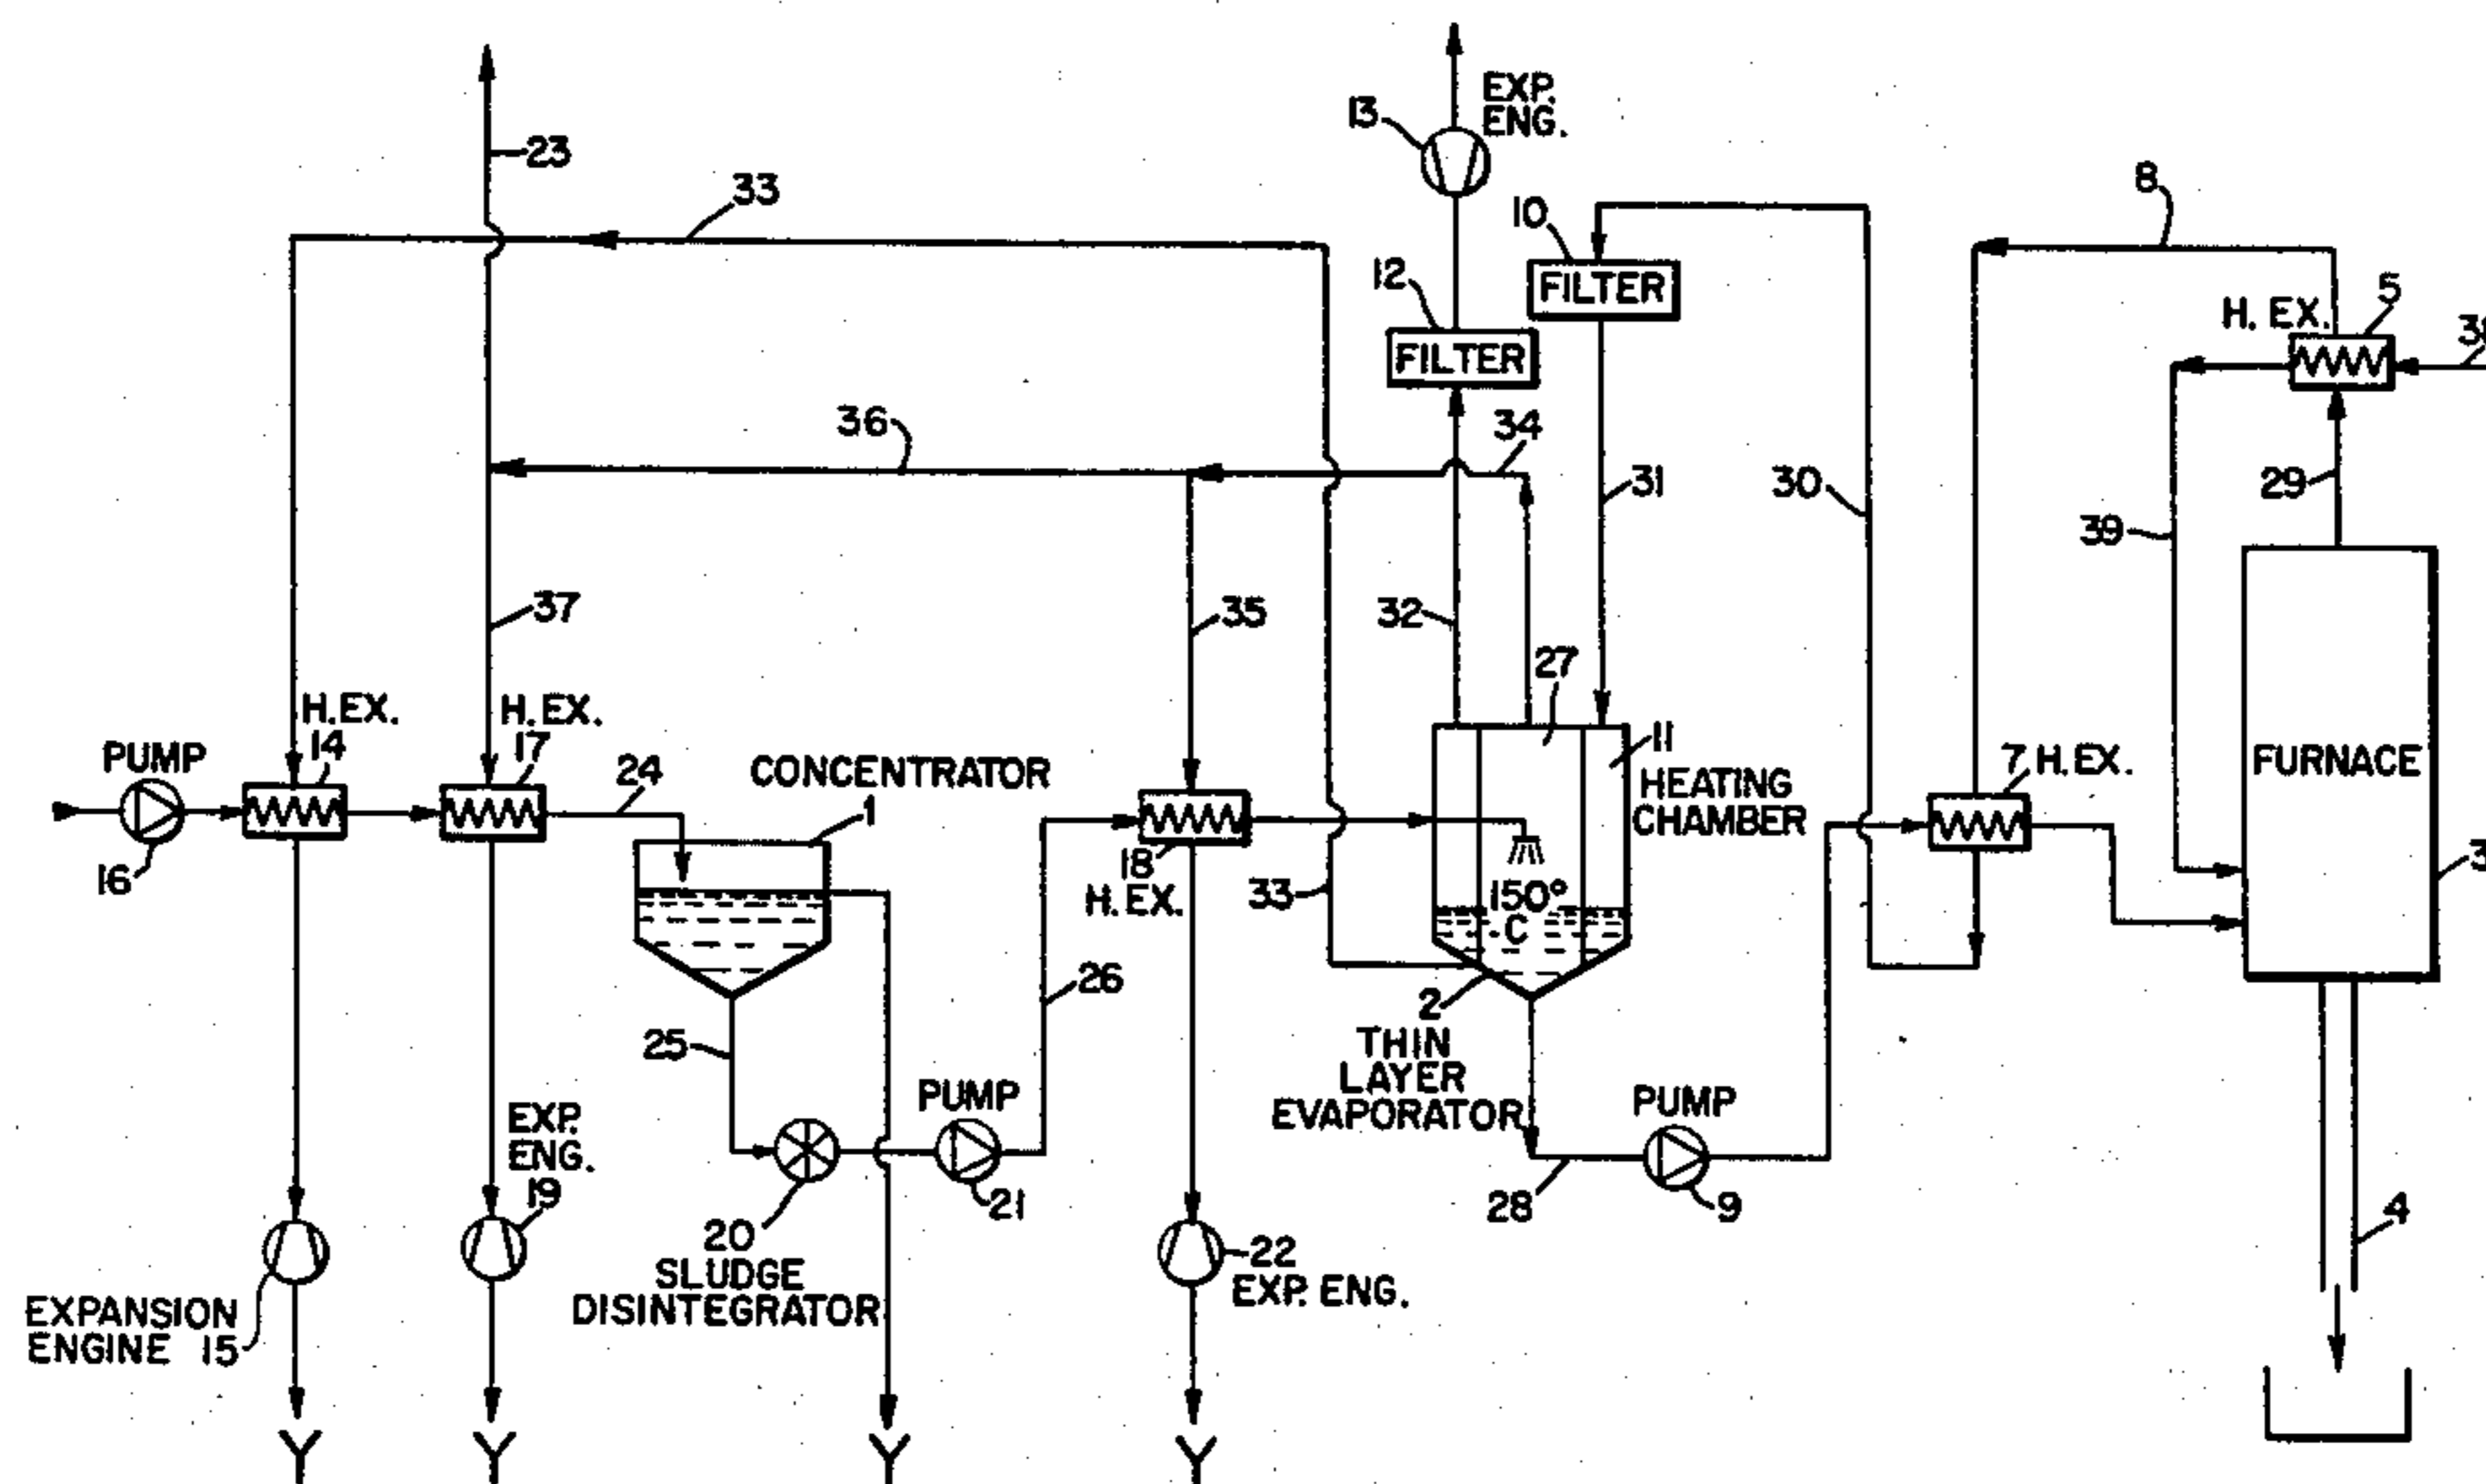 EXP.
ENG.
13
23
33
8
10
FILTER
12
FILTER
5
H. EX.
36
34
31
30
29
39
37
35
32
27
H.EX.
14
H.EX.
17
PUMP
16
24
CONCENTRATOR
1
11
HEATING
CHAMBER
7 H.EX.
FURNACE
3
18
H. EX.
33
150°
C
2
THIN
LAYER
EVAPORATOR
26
25
PUMP
21
PUMP
9
28
4
EXP.
ENG.
19
20
SLUDGE
DISINTEGRATOR
22
EXP. ENG.
EXPANSION
ENGINE 15